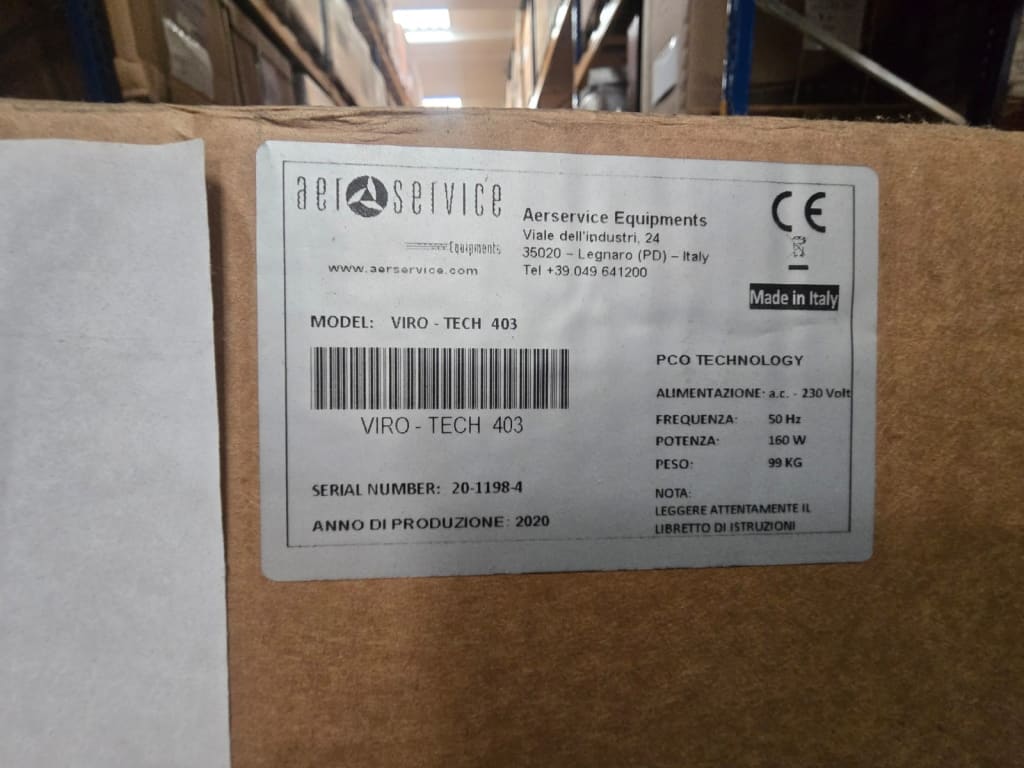 aeroservice
Equipments
www.aerservice.com
Aerservice Equipments
Viale dell'industri, 24
35020 – Legnaro (PD) – Italy
Tel +39 049 641200
CE
Made in Italy
MODEL: VIRO - TECH 403
VIRO - TECH 403
SERIAL NUMBER: 20-1198-4
ANNO DI PRODUZIONE: 2020
PCO TECHNOLOGY
ALIMENTAZIONE: a.c. - 230 Volt
FREQUENZA: 50 Hz
POTENZA: 160 W
PESO: 99 KG
NOTA:
LEGGERE ATTENTAMENTE IL
LIBRETTO DI ISTRUZIONI